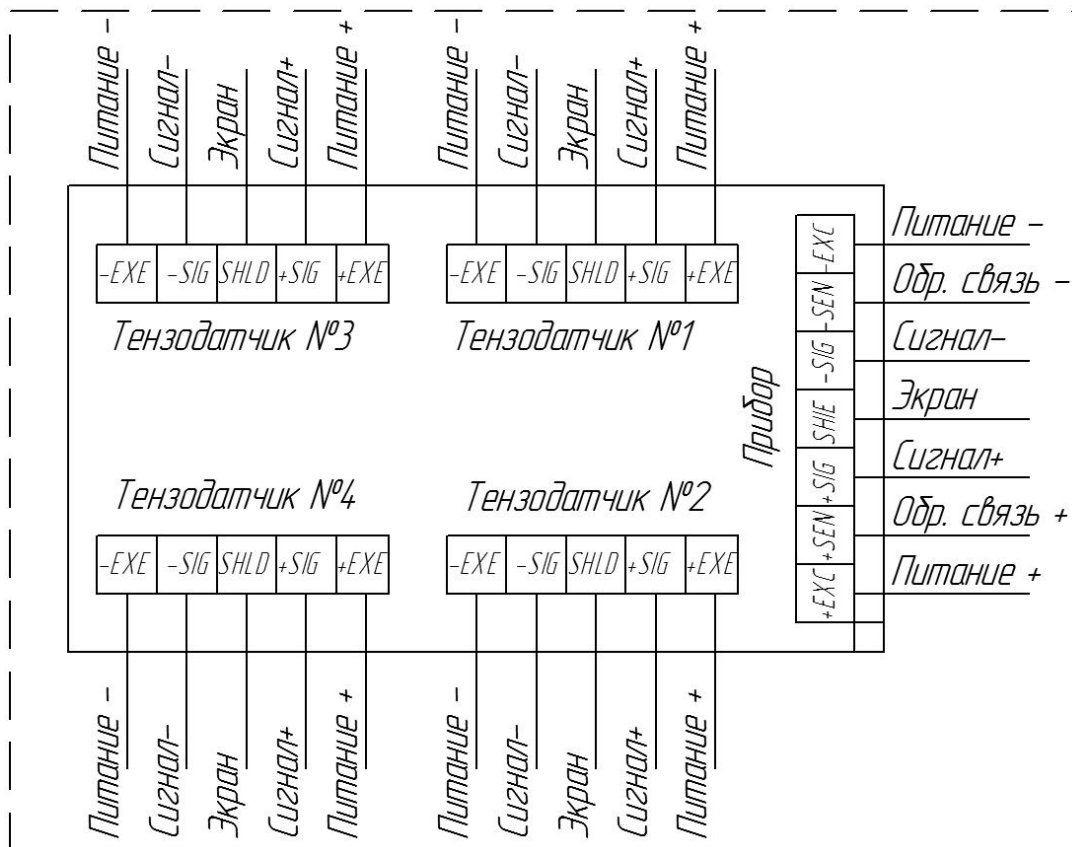 Питание - Сигнал- Экран Сигнал+ Питание +
Питание - Сигнал- Экран Сигнал+ Питание +
-EXE -SIG SHLD +SIG +EXE
Тензодатчик №3
-EXE -SIG SHLD +SIG +EXE
Тензодатчик №1
Тензодатчик №4
-EXE -SIG SHLD +SIG +EXE
Тензодатчик №2
-EXE -SIG SHLD +SIG +EXE
Питание - Сигнал- Экран Сигнал+ Питание +
Питание - Сигнал- Экран Сигнал+ Питание +
Прибор
-EXC Питание -
-SEN Обр. связь -
-SIG Сигнал-
SHIE Экран
+SIG Сигнал+
+SEN Обр. связь +
+EXC Питание +